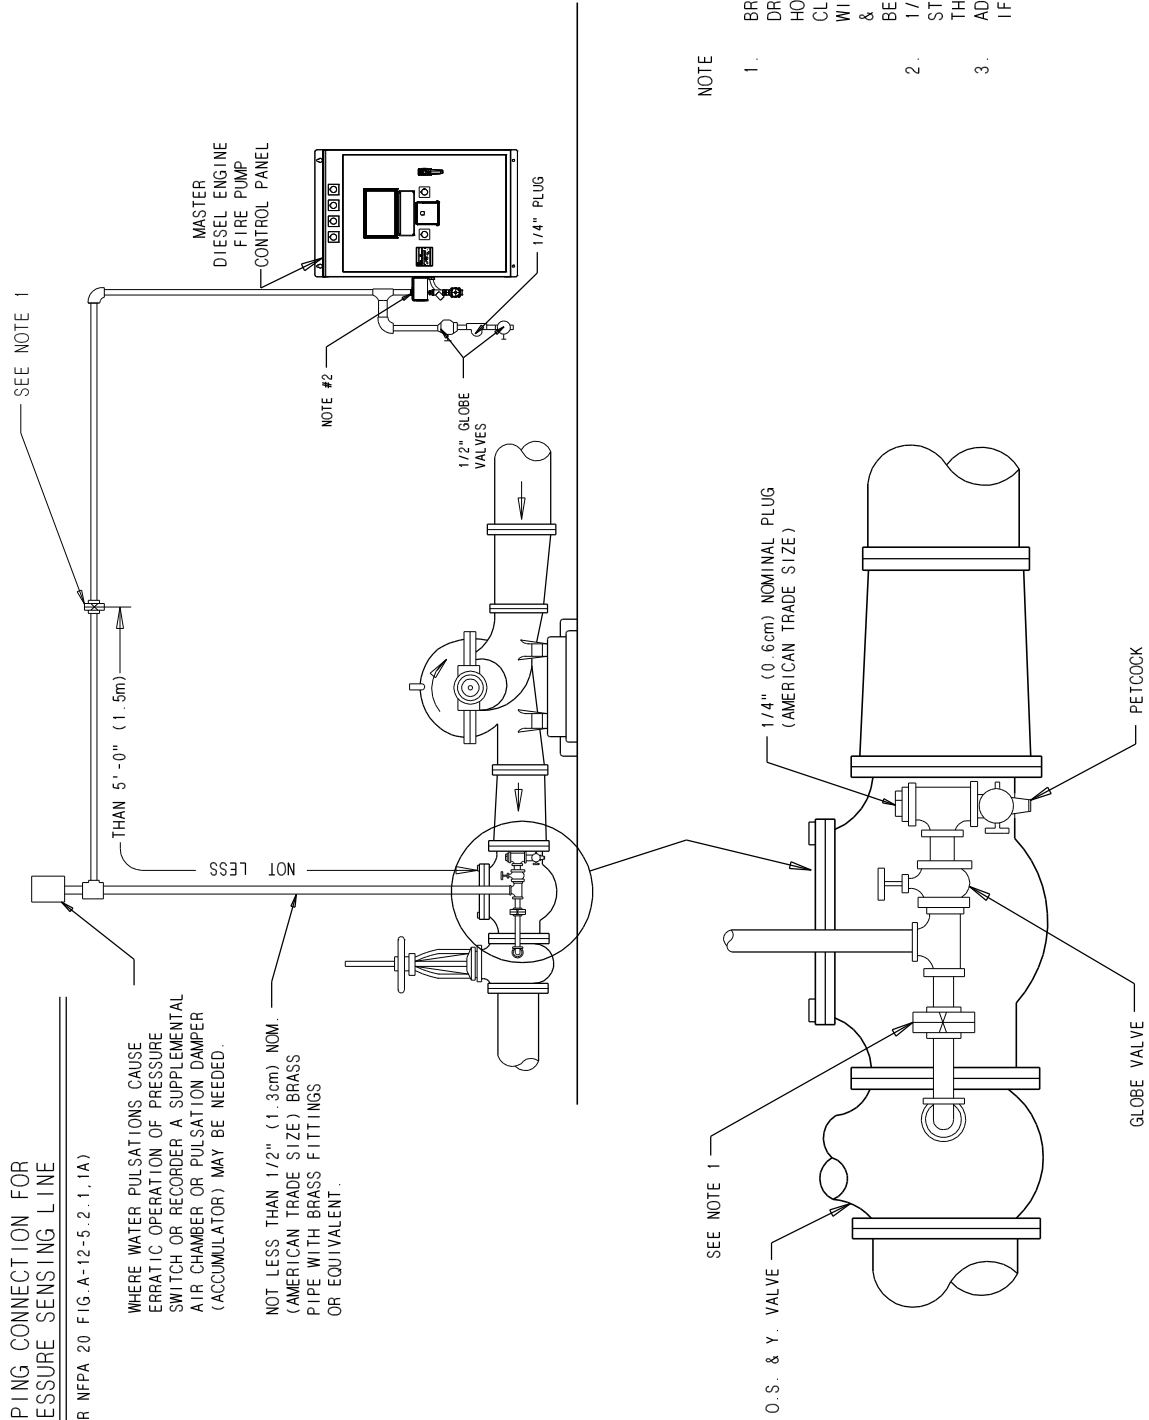 PING CONNECTION FOR
ESSURE SENSING LINE
R NFPA 20 FIG.A-12-5.2.1,1A)
WHERE WATER PULSATIONS CAUSE
ERRATIC OPERATION OF PRESSURE
SWITCH OR RECORDER A SUPPLEMENTAL
AIR CHAMBER OR PULSATION DAMPER
(ACCUMULATOR) MAY BE NEEDED.
NOT LESS THAN 1/2" (1.3cm) NOM.
(AMERICAN TRADE SIZE) BRASS
PIPE WITH BRASS FITTINGS
OR EQUIVALENT.
NOT LESS
THAN 5'-0" (1.5m)
SEE NOTE 1
MASTER
DIESEL ENGINE
FIRE PUMP
CONTROL PANEL
NOTE #2
1/2" GLOBE
VALVES
1/4" PLUG
O.S. & Y. VALVE
SEE NOTE 1
GLOBE VALVE
1/4" (0.6cm) NOMINAL PLUG
(AMERICAN TRADE SIZE)
PETCOCK
NOTE
1. BR
DR
HO
CL
WI
&
BE
2. 1/
ST
TH
3. AD
IF